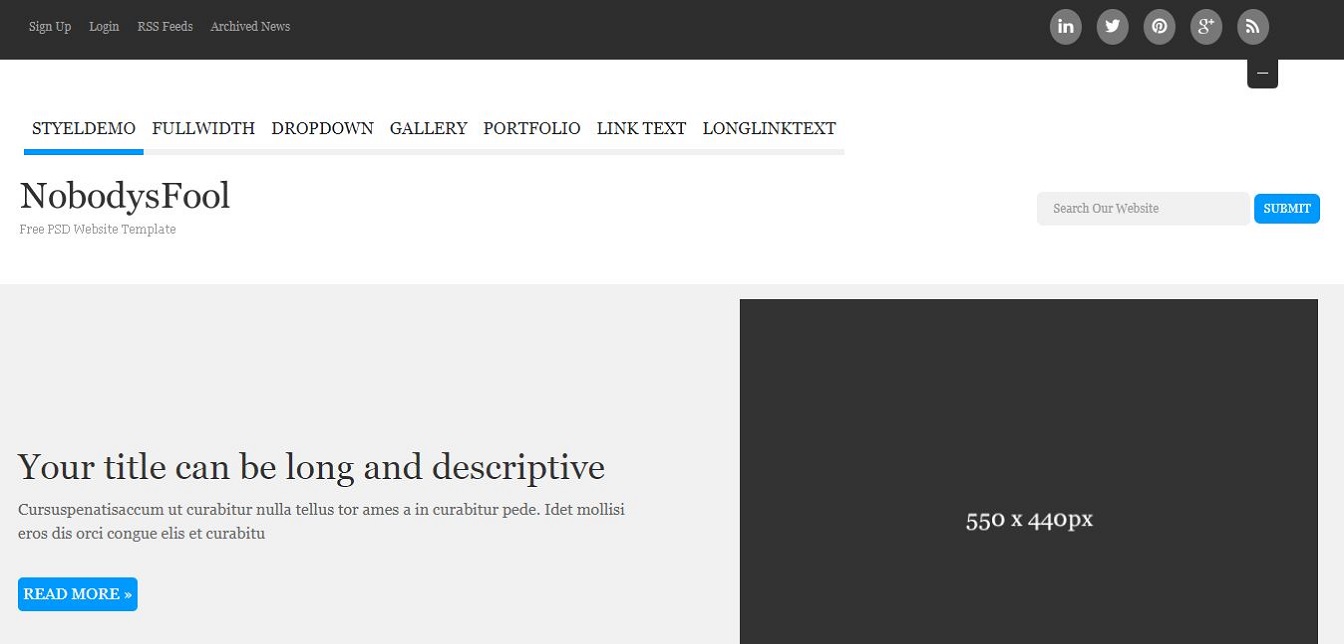 Sign Up Login RSS Feeds Archived News
STYELDEMO FULLWIDTH DROPDOWN GALLERY PORTFOLIO LINK TEXT LONGLINKTEXT
NobodysFool
Free PSD Website Template
Search Our Website SUBMIT
Your title can be long and descriptive
Cursuspenatisaccum ut curabitur nulla tellus tor ames a in curabitur pede. Idet mollisi
eros dis orci congue elis et curabitu
READ MORE »
550 x 440px